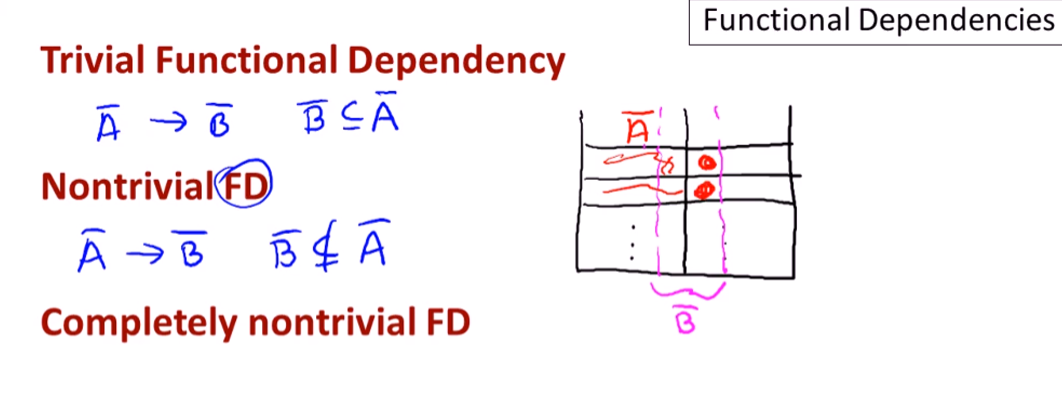 Functional Dependencies
Trivial Functional Dependency
A̅ → B̅   B̅ ⊆ A̅
A̅
Nontrivial FD
A̅ → B̅   B̅ ⊈ A̅
Completely nontrivial FD
B̅